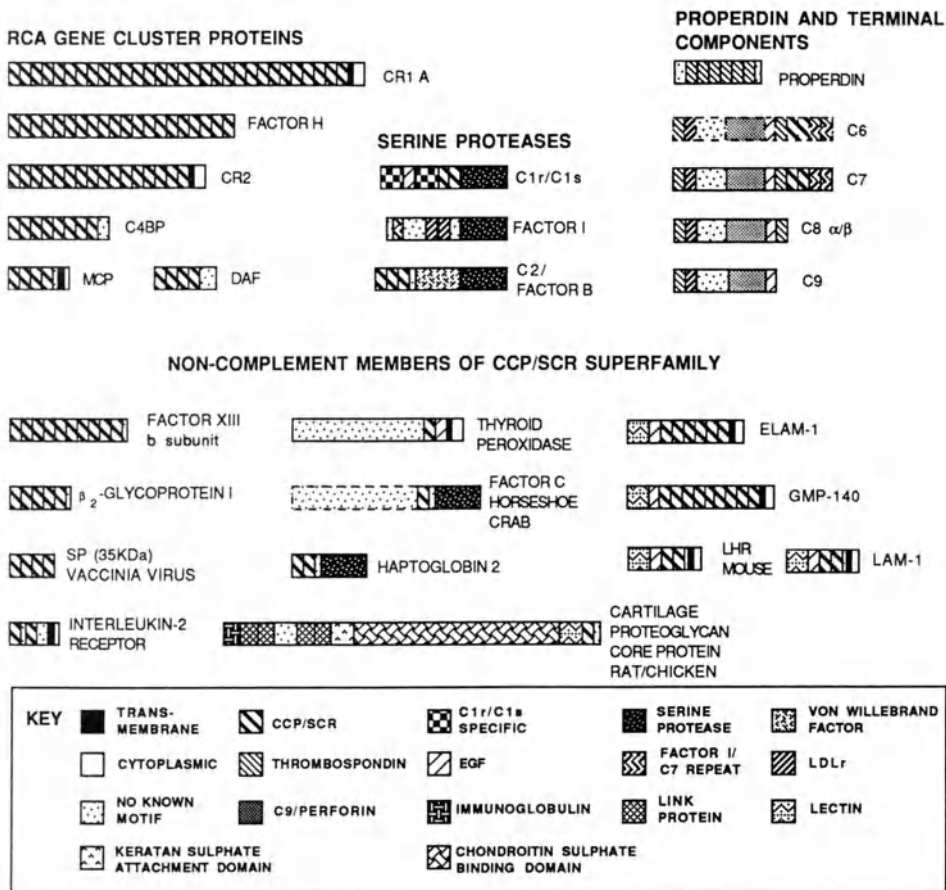 RCA GENE CLUSTER PROTEINS
CR1 A
FACTOR H
CR2
C4BP
MCP
DAF
SERINE PROTEASES
C1r/C1s
FACTOR I
C2/
FACTOR B
PROPERDIN AND TERMINAL
COMPONENTS
PROPERDIN
C6
C7
C8 α/β
C9
NON-COMPLEMENT MEMBERS OF CCP/SCR SUPERFAMILY
FACTOR XIII
b subunit
β2-GLYCOPROTEIN I
SP (35KDa)
VACCINIA VIRUS
INTERLEUKIN-2
RECEPTOR
THYROID
PEROXIDASE
FACTOR C
HORSESHOE
CRAB
HAPTOGLOBIN 2
CARTILAGE
PROTEOGLYCAN
CORE PROTEIN
RAT/CHICKEN
ELAM-1
GMP-140
LHR
MOUSE
LAM-1
KEY
TRANS-
MEMBRANE
CCP/SCR
C1r/C1s
SPECIFIC
SERINE
PROTEASE
VON WILLEBRAND
FACTOR
CYTOPLASMIC
THROMBOSPONDIN
EGF
FACTOR I/
C7 REPEAT
LDLr
NO KNOWN
MOTIF
C9/PERFORIN
IMMUNOGLOBULIN
LINK
PROTEIN
LECTIN
KERATAN SULPHATE
ATTACHMENT DOMAIN
CHONDROITIN SULPHATE
BINDING DOMAIN